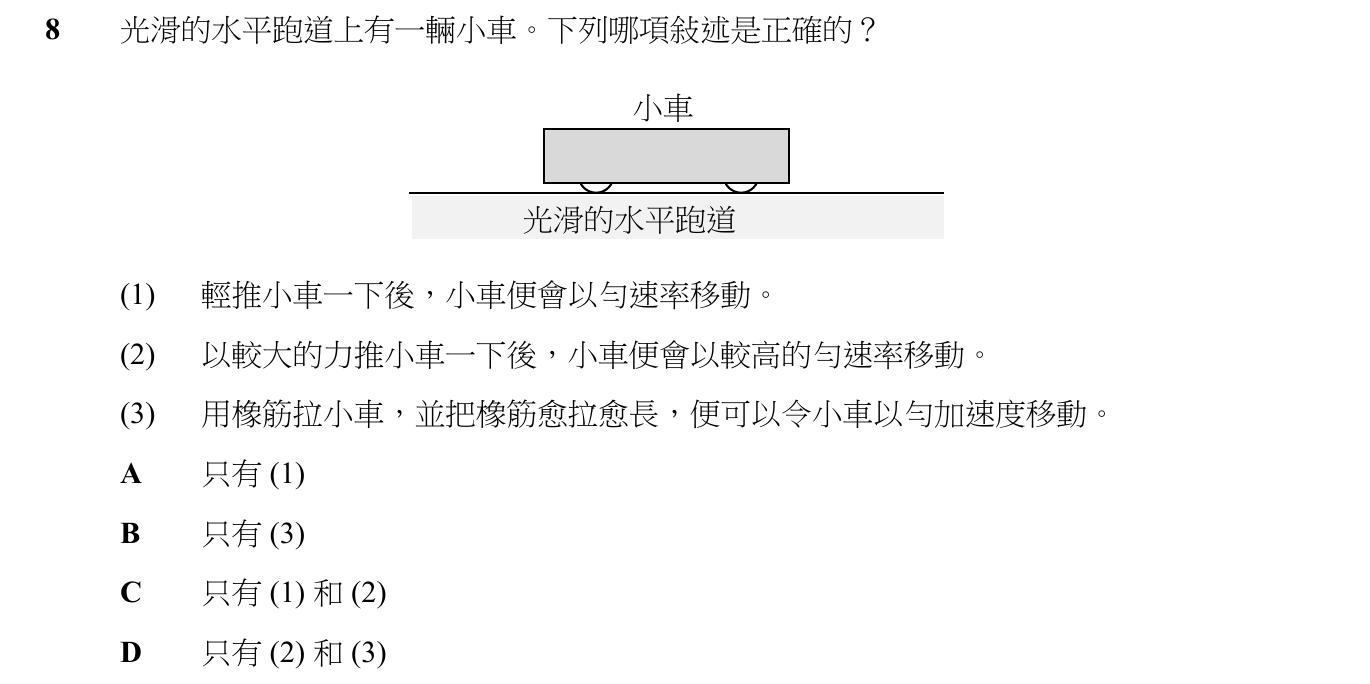 8 光滑的水平跑道上有一輛小車。下列哪項敍述是正確的？
小車
光滑的水平跑道
(1) 輕推小車一下後，小車便會以勻速率移動。
(2) 以較大的力推小車一下後，小車便會以較高的勻速率移動。
(3) 用橡筋拉小車，並把橡筋愈拉愈長，便可以令小車以勻加速度移動。
A 只有 (1)
B 只有 (3)
C 只有 (1) 和 (2)
D 只有 (2) 和 (3)